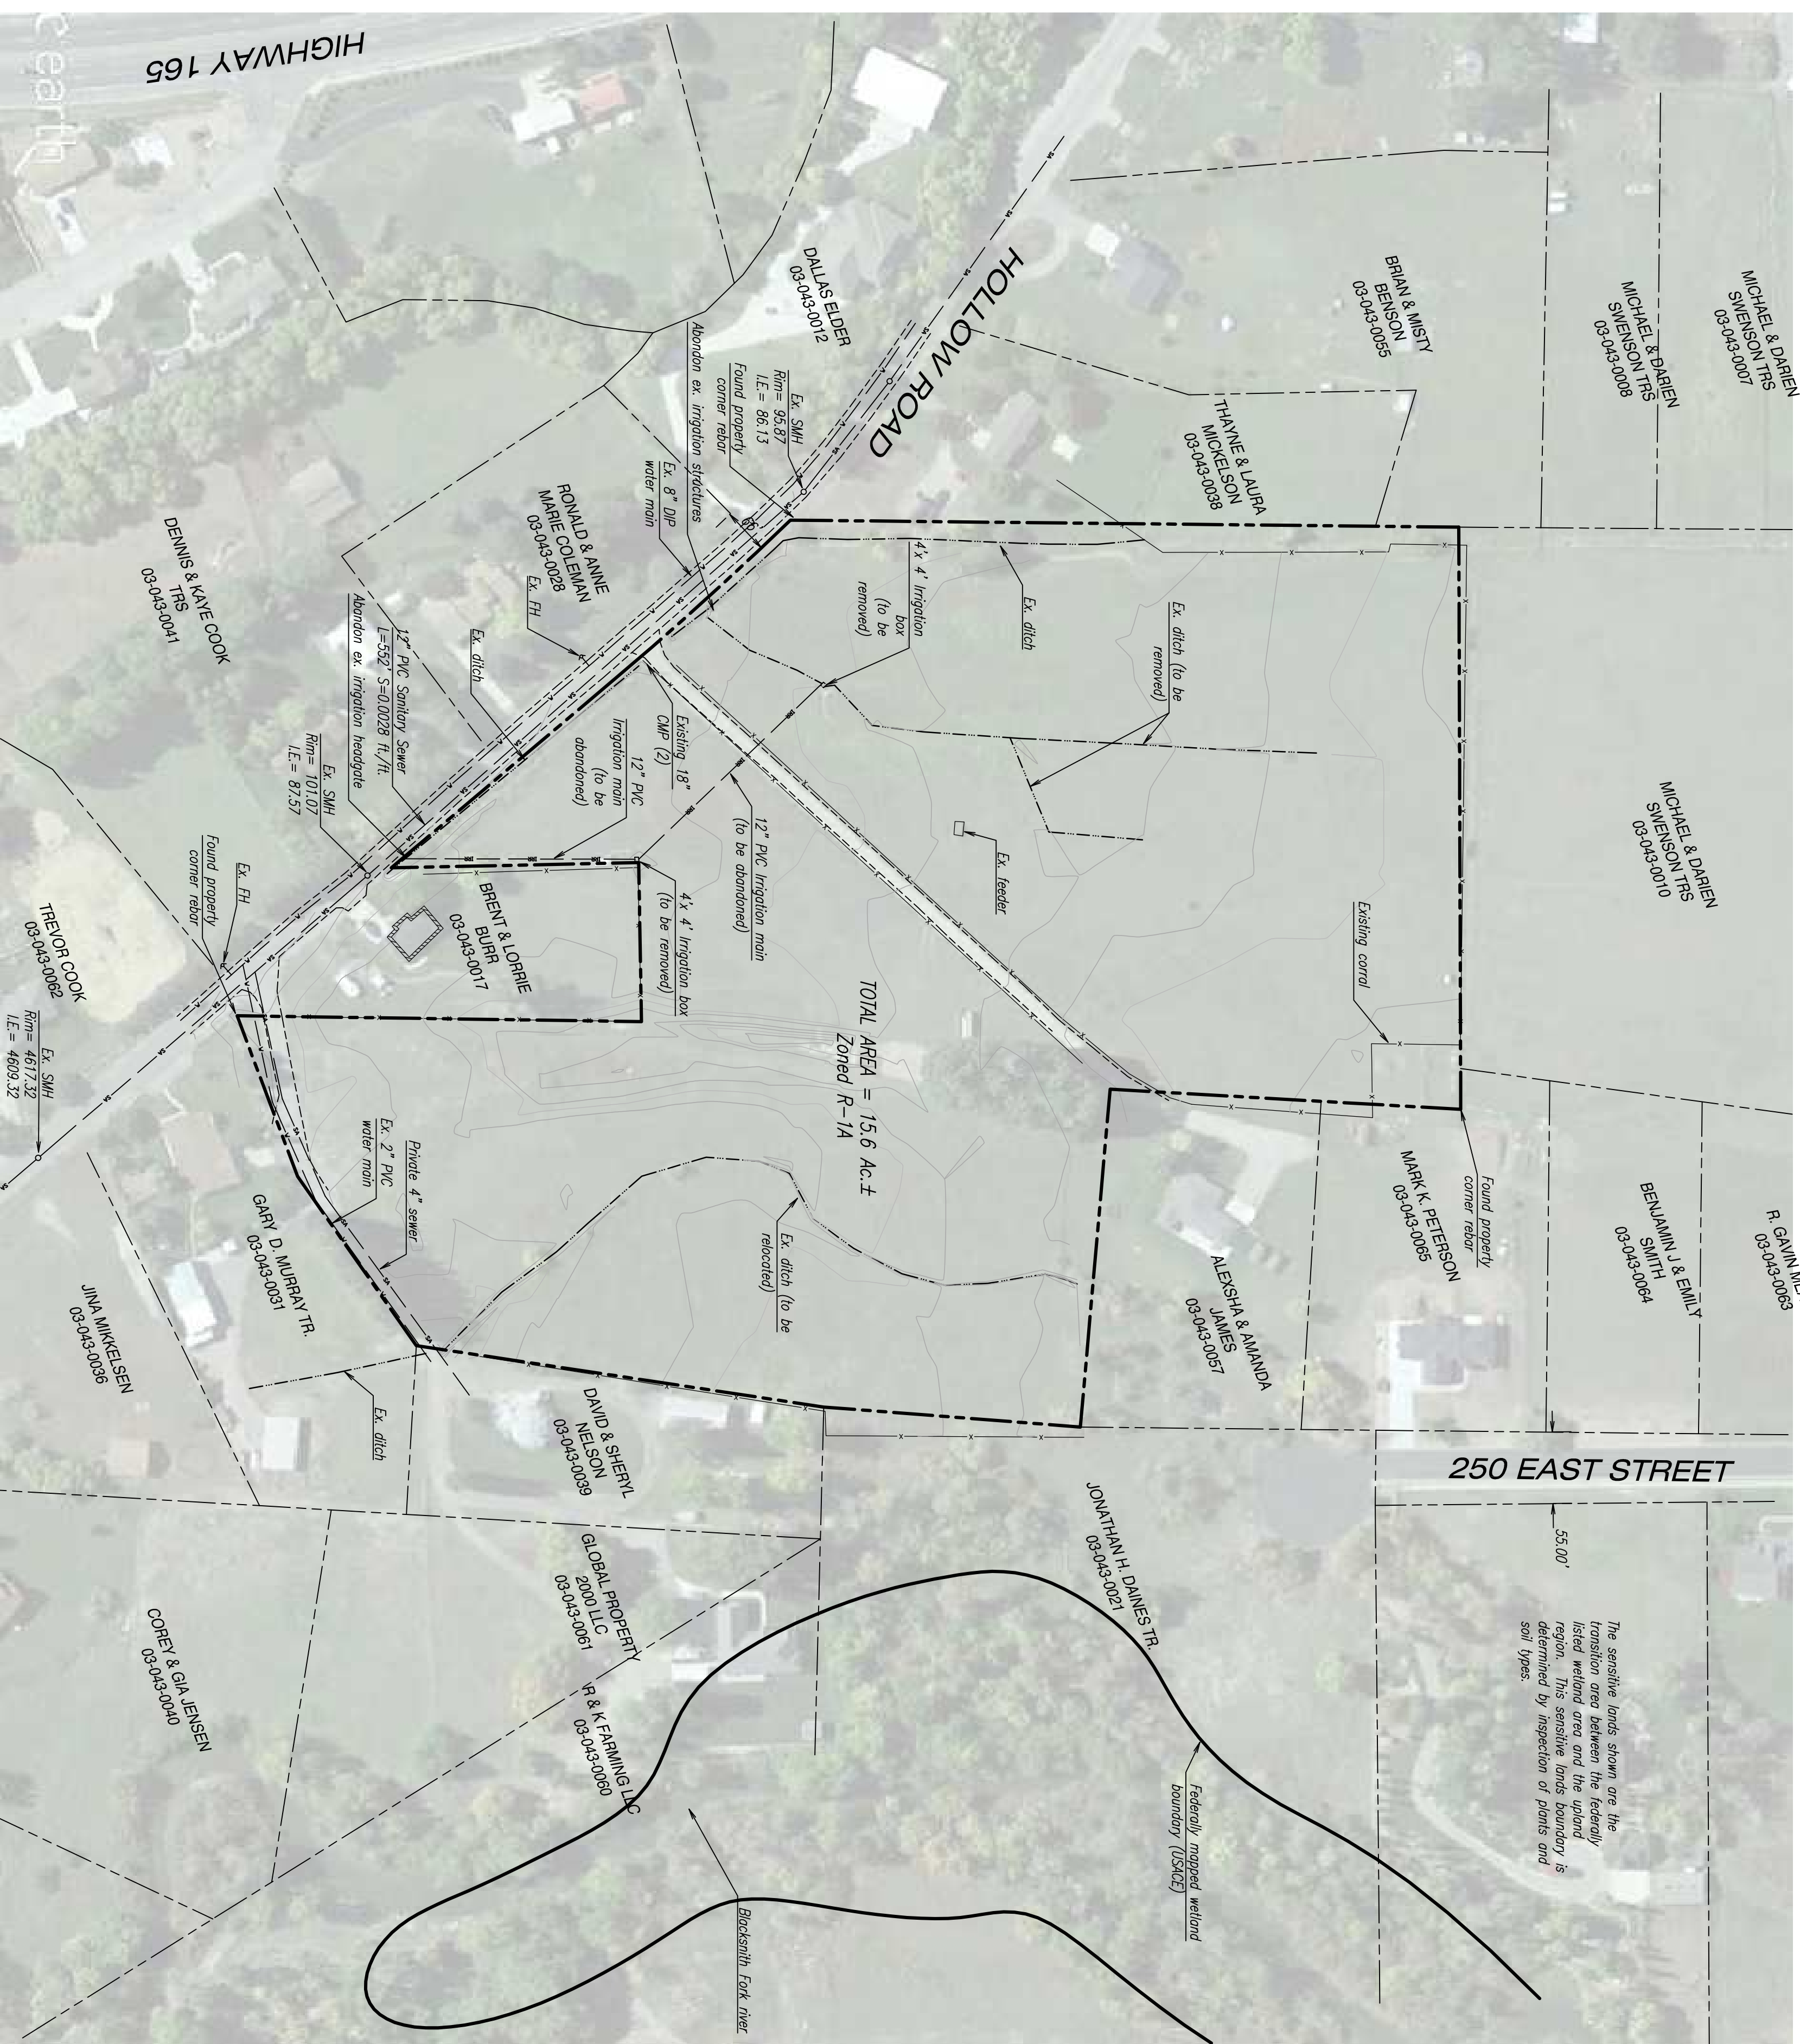 HIGHWAY 165
HOLLOW ROAD
250 EAST STREET
c earth
DALLAS ELDER
03-043-0012
BRIAN & MISTY
BENSON
03-043-0055
MICHAEL & DARIEN
SWENSON TRS
03-043-0008
MICHAEL & DARIEN
SWENSON TRS
03-043-0007
THAYNE & LAURA
MICKELSON
03-043-0038
Abondon ex. irrigation structures
Found property
corner rebar
Ex. SMH
Rim= 95.87
I.E.= 86.13
Ex. 8" DIP
water main
RONALD & ANNE
MARIE COLEMAN
03-043-0028
Ex. FH
DENNIS & KAYE COOK
TRS
03-043-0041
66'
4'x 4' Irrigation
box
(to be
removed)
Ex. ditch
Ex. ditch (to be
removed)
Ex. ditch
12" PVC Sanitary Sewer
L=552' S=0.0028 ft./ft.
Abandon ex. irrigation headgate
Ex. SMH
Rim= 101.07
I.E.= 87.57
Existing 18"
CMP (2)
12" PVC
Irrigation main
(to be
abandoned)
12" PVC Irrigation main
(to be abandoned)
Ex. feeder
MICHAEL & DARIEN
SWENSON TRS
03-043-0010
Existing corral
4'x 4' Irrigation box
(to be removed)
BRENT & LORRIE
BURR
03-043-0017
Ex. FH
Found property
corner rebar
TREVOR COOK
03-043-0062
Ex. SMH
Rim= 4617.32
I.E.= 4609.32
TOTAL AREA = 15.6 Ac.±
Zoned R-1A
Private 4" sewer
Ex. 2" PVC
water main
GARY D. MURRAY TR.
03-043-0031
JINA MIKKELSEN
03-043-0036
Ex. ditch
Ex. ditch (to be
relocated)
Found property
corner rebar
MARK K. PETERSON
03-043-0065
BENJAMIN J & EMILY
SMITH
03-043-0064
R. GAVIN
03-043-0063
ALEXSHA & AMANDA
JAMES
03-043-0057
DAVID & SHERYL
NELSON
03-043-0039
JONATHAN H. DAINES TR.
03-043-0021
55.00'
GLOBAL PROPERTY
2000 LLC
03-043-0061
R & K FARMING LLC
03-043-0060
COREY & GIA JENSEN
03-043-0040
The sensitive lands shown are the
transition area between the federally
listed wetland area and the upland
region. This sensitive lands boundary is
determined by inspection of plants and
soil types.
Federally mapped wetland
boundary (USACE)
Blacksnith Fork river